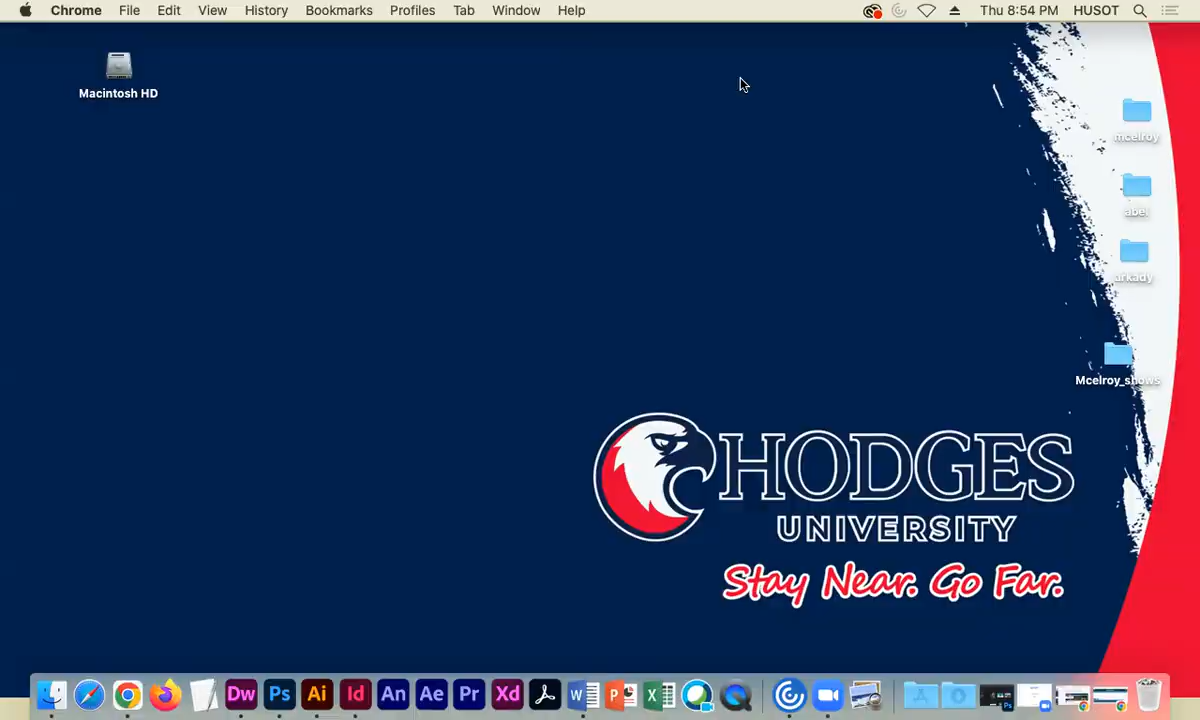 Chrome File Edit View History Bookmarks Profiles Tab Window Help Thu 8:54 PM HUSOT
Macintosh HD
mcelroy
abel
arkady
Mcelroy_shows
HODGES
UNIVERSITY
Stay Near. Go Far.
Dw Ps Ai Id An Ae Pr Xd W P X